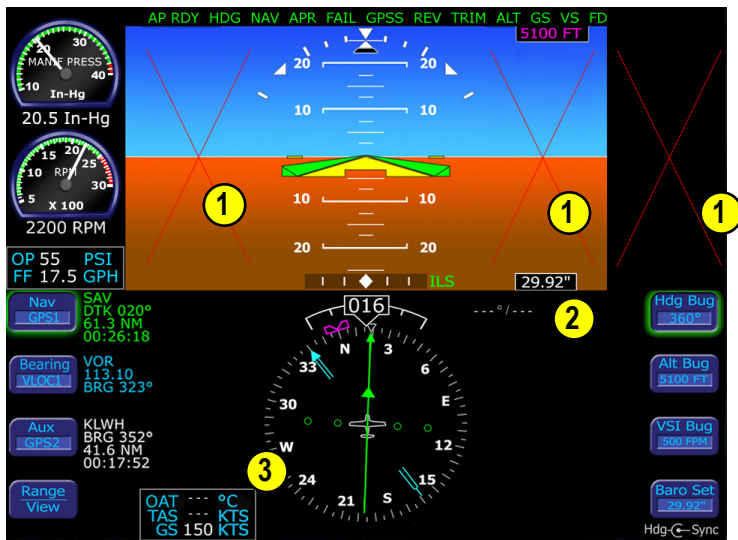 AP RDY HDG NAV APR FAIL GPSS REV TRIM ALT GS VS FD
5100 FT
30
20
MANIF PRESS
40
10
In-Hg
20.5 In-Hg
20 20
10 10
20
15
25
10
RPM
30
5
X 100
2200 RPM
1
1
1
10 10
20 20
OP 55 PSI
FF 17.5 GPH
ILS
29.92"
Nav
GPS1
SAV
DTK 020°
61.3 NM
00:26:18
016
---°/---
2
Hdg Bug
360°
Bearing
VLOC1
VOR
113.10
BRG 323°
N 3
33 6
30 E
W 12
24 15
21 S
Alt Bug
5100 FT
Aux
GPS2
KLWH
BRG 352°
41.6 NM
00:17:52
VSI Bug
500 FPM
3
Range
View
OAT --- °C
TAS --- KTS
GS 150 KTS
Baro Set
29.92"
Hdg Sync